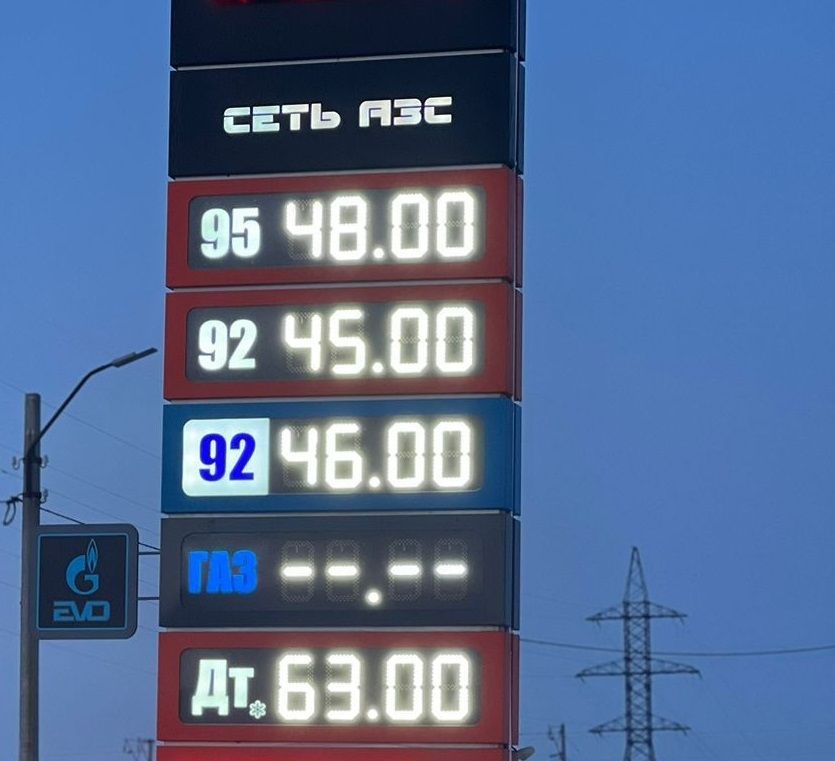 СЕТЬ АЗС
95 48.00
92 45.00
92 46.00
ГАЗ --.--
EVO
Дт 63.00